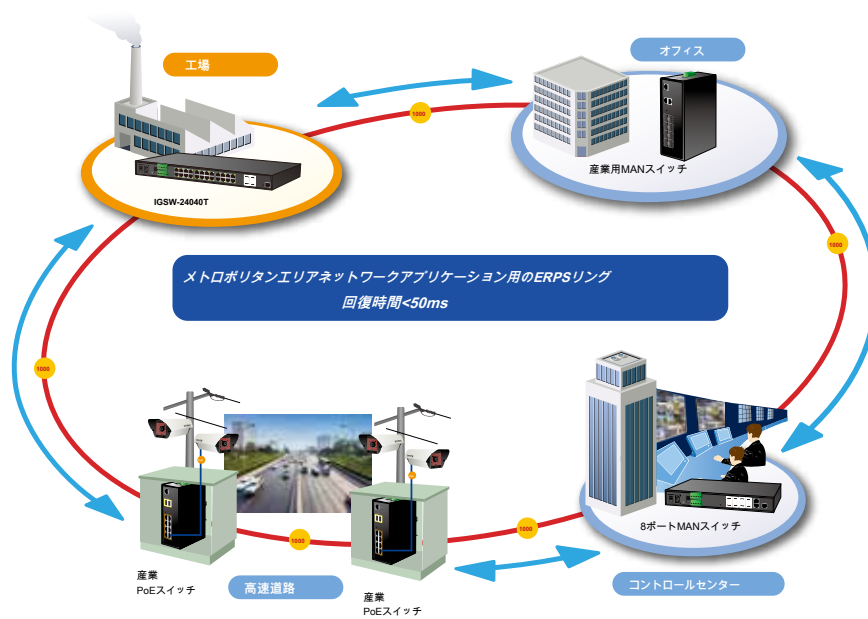 工場
オフィス
1000
産業用MANスイッチ
IGSW-24040T
1000
メトロポリタンエリアネットワークアプリケーション用のERPSリング
回復時間<50ms
1000
8ポートMANスイッチ
1000
1000
産業
PoEスイッチ
高速道路
産業
PoEスイッチ
コントロールセンター